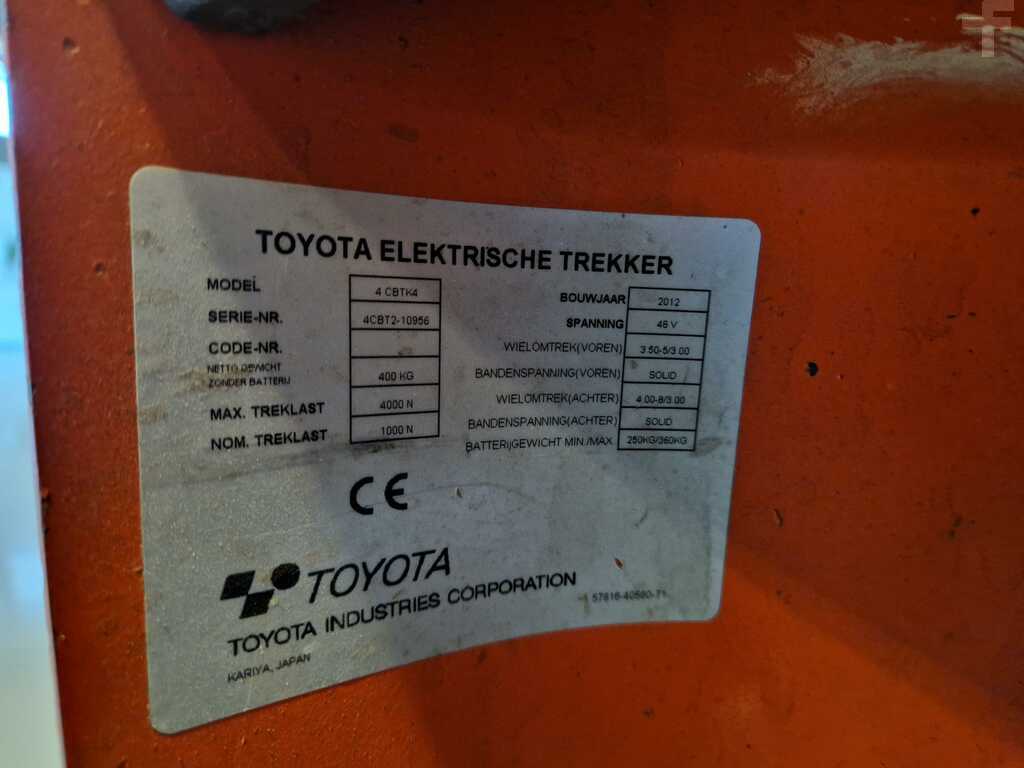 TOYOTA ELEKTRISCHE TREKKER
MODEL 4 CBTK4
SERIE-NR. 4CBT2-10956
CODE-NR.
NETTO GEWICHT
ZONDER BATTERIJ 400 KG
MAX. TREKLAST 4000 N
NOM. TREKLAST 1000 N
BOUWJAAR 2012
SPANNING 48 V
WIELOMTREK(VOREN) 3.50-5/3.00
BANDENSPANNING(VOREN) SOLID
WIELOMTREK(ACHTER) 4.00-8/3.00
BANDENSPANNING(ACHTER) SOLID
BATTERIJGEWICHT MIN./MAX. 250KG/360KG
CE
TOYOTA
TOYOTA INDUSTRIES CORPORATION
KARIYA, JAPAN